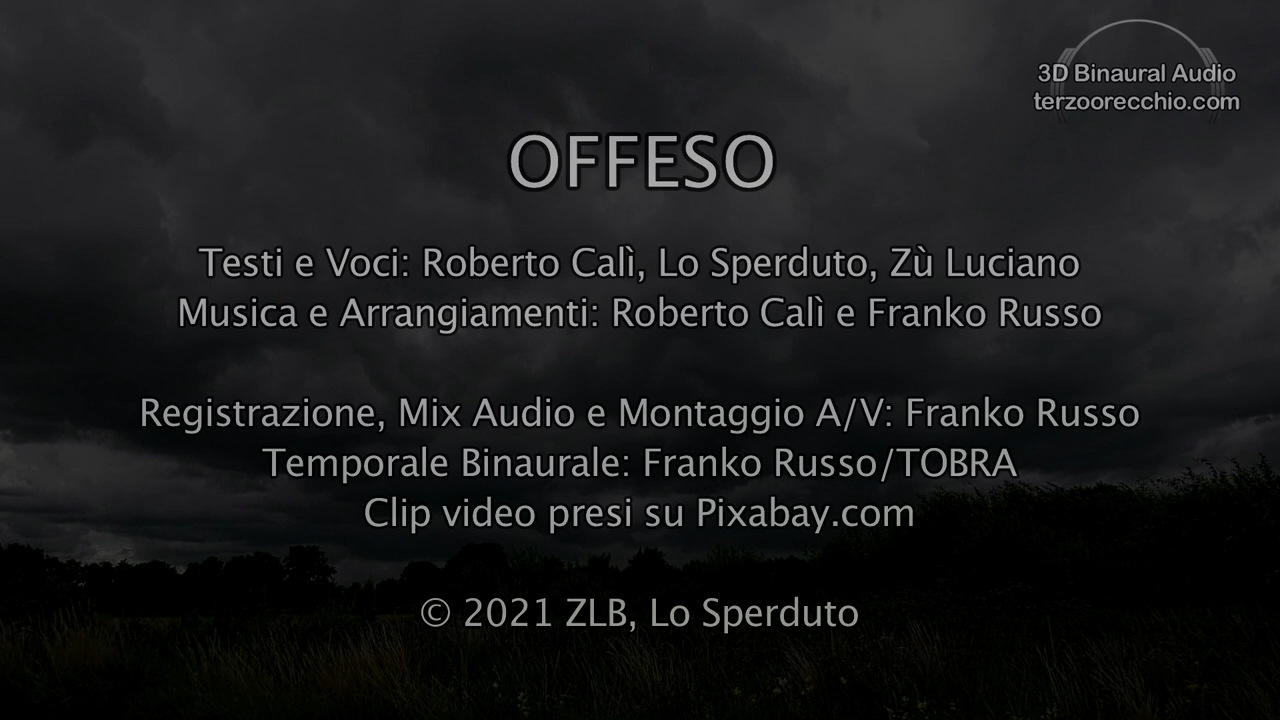 3D Binaural Audio
terzoorecchio.com
OFFESO
Testi e Voci: Roberto Calì, Lo Sperduto, Zù Luciano
Musica e Arrangiamenti: Roberto Calì e Franko Russo
Registrazione, Mix Audio e Montaggio A/V: Franko Russo
Temporale Binaurale: Franko Russo/TOBRA
Clip video presi su Pixabay.com
© 2021 ZLB, Lo Sperduto